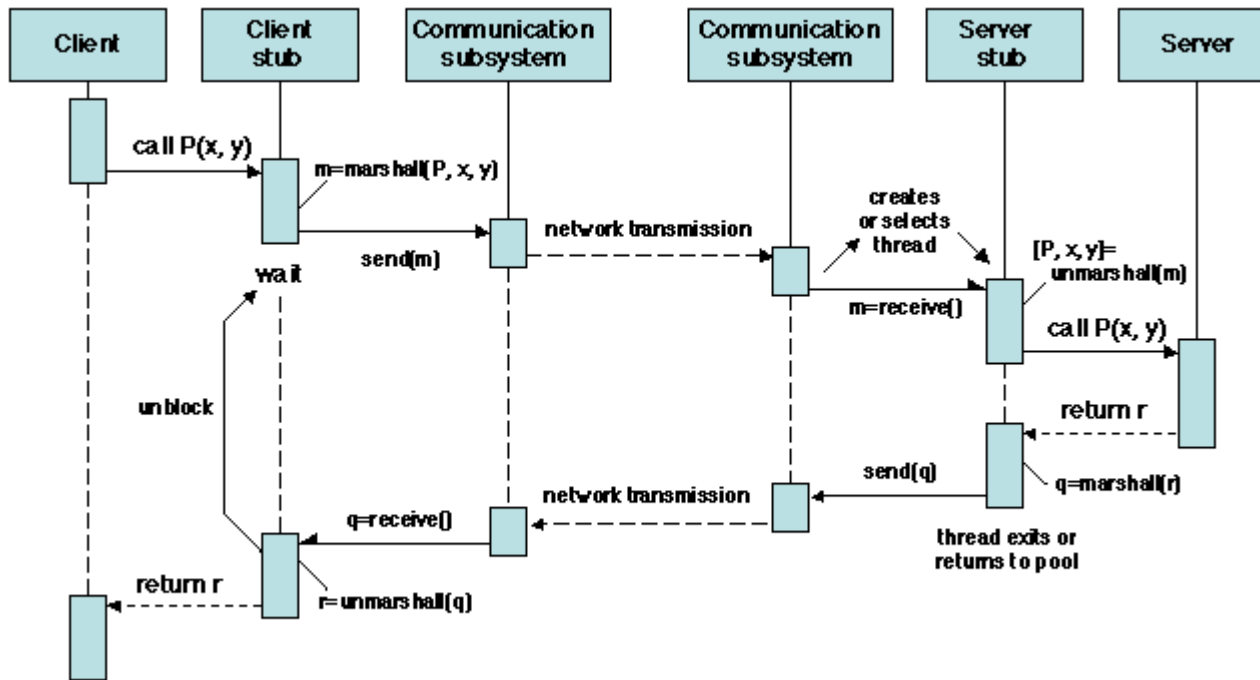 Client
Client
stub
Communication
subsystem
Communication
subsystem
Server
stub
Server
call P(x, y)
m=marshall(P, x, y)
send(m)
network transmission
creates
or selects
thread
m=receive()
[P, x, y]=
unmarshall(m)
call P(x, y)
wait
unblock
return r
q=marshall(r)
send(q)
thread exits or
returns to pool
network transmission
q=receive()
r=unmarshall(q)
return r